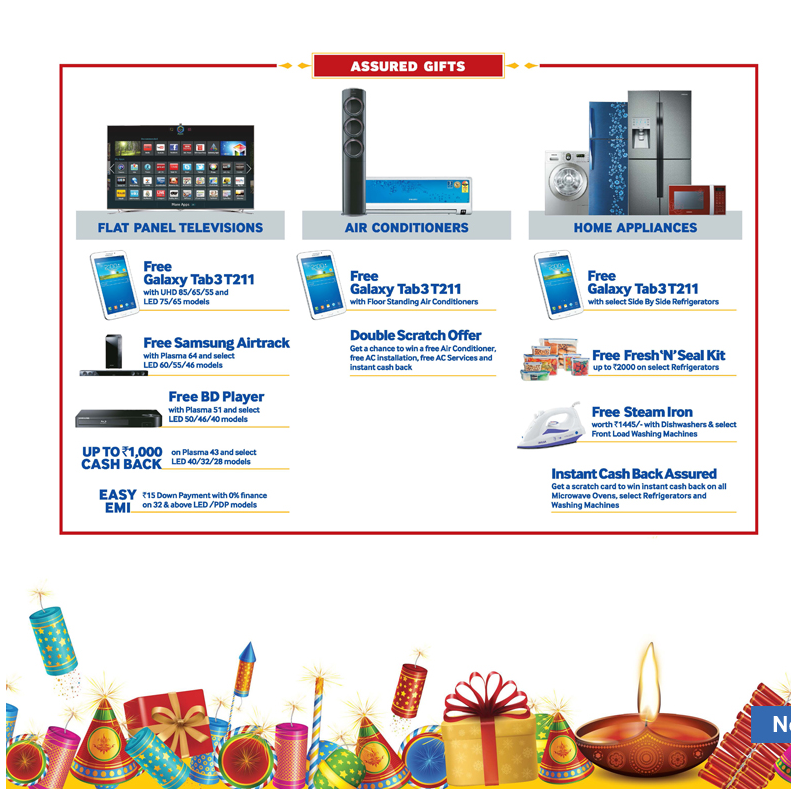 ASSURED GIFTS
FLAT PANEL TELEVISIONS
Free
Galaxy Tab3 T211
with UHD 85/65/55 and
LED 75/65 models
Free Samsung Airtrack
with Plasma 64 and select
LED 60/55/46 models
Free BD Player
with Plasma 51 and select
LED 50/46/40 models
UP TO ₹1,000
CASH BACK
on Plasma 43 and select
LED 40/32/28 models
EASY
EMI
₹15 Down Payment with 0% finance
on 32 & above LED /PDP models
AIR CONDITIONERS
Free
Galaxy Tab3 T211
with Floor Standing Air Conditioners
Double Scratch Offer
Get a chance to win a free Air Conditioner,
free AC installation, free AC Services and
instant cash back
HOME APPLIANCES
Free
Galaxy Tab3 T211
with select Side By Side Refrigerators
Free Fresh 'N' Seal Kit
up to ₹2000 on select Refrigerators
Free Steam Iron
worth ₹1445/- with Dishwashers & select
Front Load Washing Machines
Instant Cash Back Assured
Get a scratch card to win instant cash back on all
Microwave Ovens, select Refrigerators and
Washing Machines